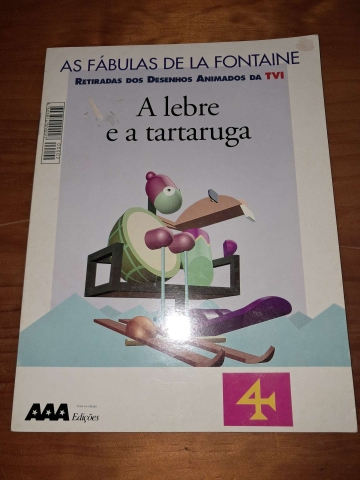 AS FÁBULAS DE LA FONTAINE
RETIRADAS DOS DESENHOS ANIMADOS DA TVI
A lebre
e a tartaruga
4
AAA
Edições